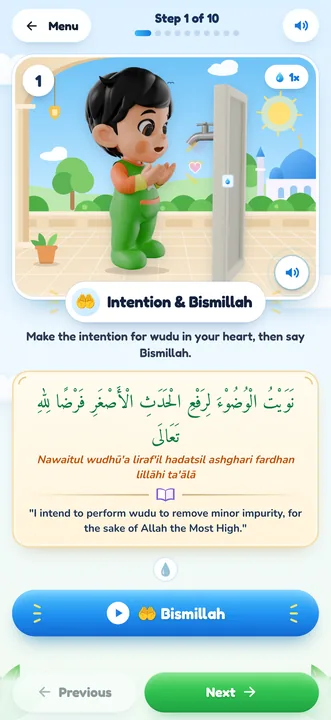 ← Menu
Step 1 of 10
1
1x
🤲 Intention & Bismillah
Make the intention for wudu in your heart, then say
Bismillah.
نَوَيْتُ الْوُضُوْءَ لِرَفْعِ الْحَدَثِ الْأَصْغَرِ فَرْضًا لِلّٰهِ
تَعَالَى
Nawaitul wudhū'a liraf'il hadatsil ashghari fardhan
lillāhi ta'ālā
"I intend to perform wudu to remove minor impurity, for
the sake of Allah the Most High."
🤲 Bismillah
← Previous
Next →